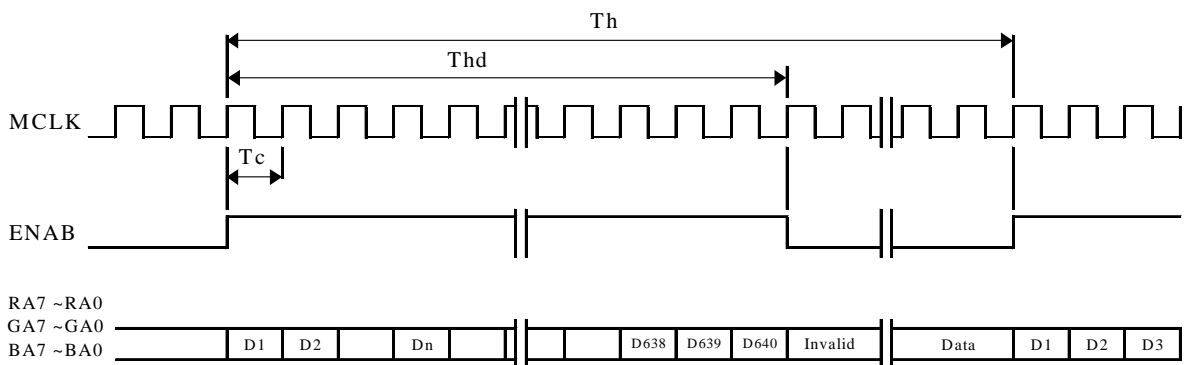 Th
Thd
MCLK
Tc
ENAB
RA7 ~RA0
GA7 ~GA0
BA7 ~BA0
D1 D2 Dn D638 D639 D640 Invalid Data D1 D2 D3